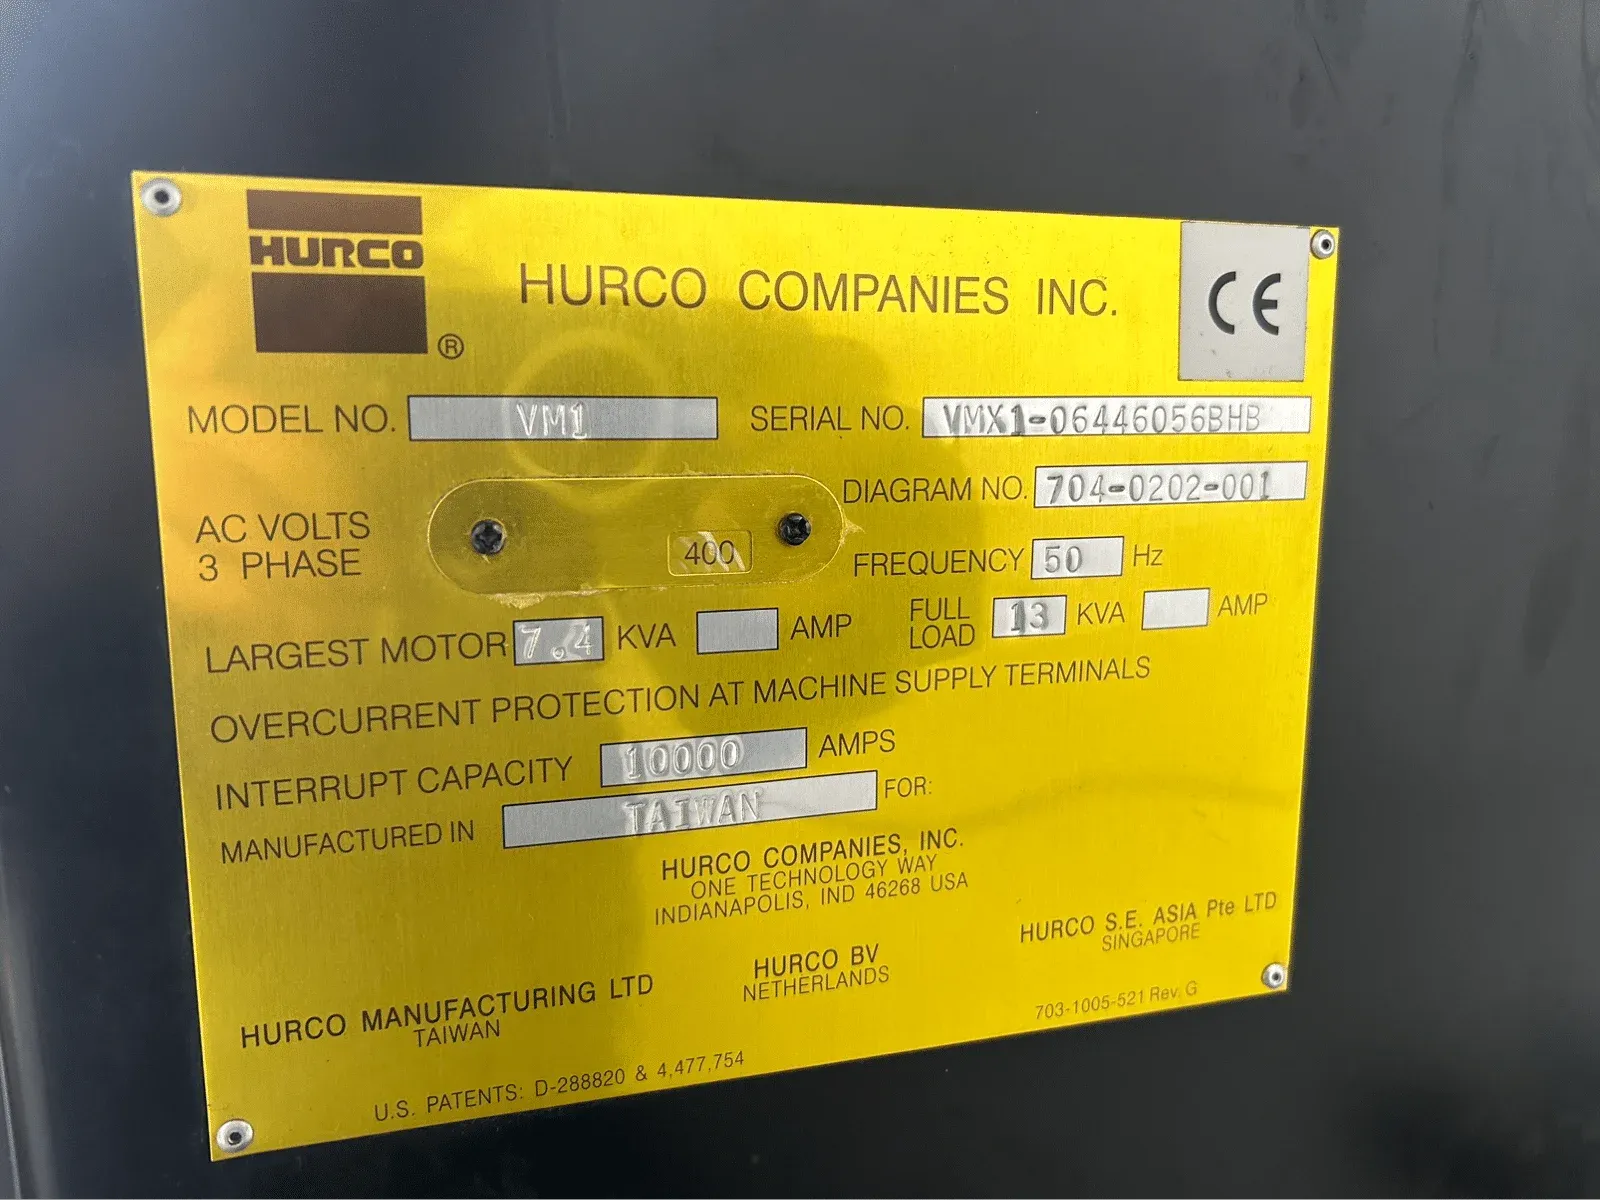 HURCO
®
HURCO COMPANIES INC.
CE
MODEL NO. VM1 SERIAL NO. VMX1-06446056BHB
DIAGRAM NO. 704-0202-001
AC VOLTS
3 PHASE
400
FREQUENCY 50 Hz
LARGEST MOTOR 7.4 KVA AMP
FULL
LOAD 13 KVA AMP
OVERCURRENT PROTECTION AT MACHINE SUPPLY TERMINALS
INTERRUPT CAPACITY 10000 AMPS
MANUFACTURED IN TAIWAN FOR:
HURCO COMPANIES, INC.
ONE TECHNOLOGY WAY
INDIANAPOLIS, IND 46268 USA
HURCO MANUFACTURING LTD
TAIWAN
HURCO BV
NETHERLANDS
HURCO S.E. ASIA Pte LTD
SINGAPORE
703-1005-521 Rev. G
U.S. PATENTS: D-288820 & 4,477,754